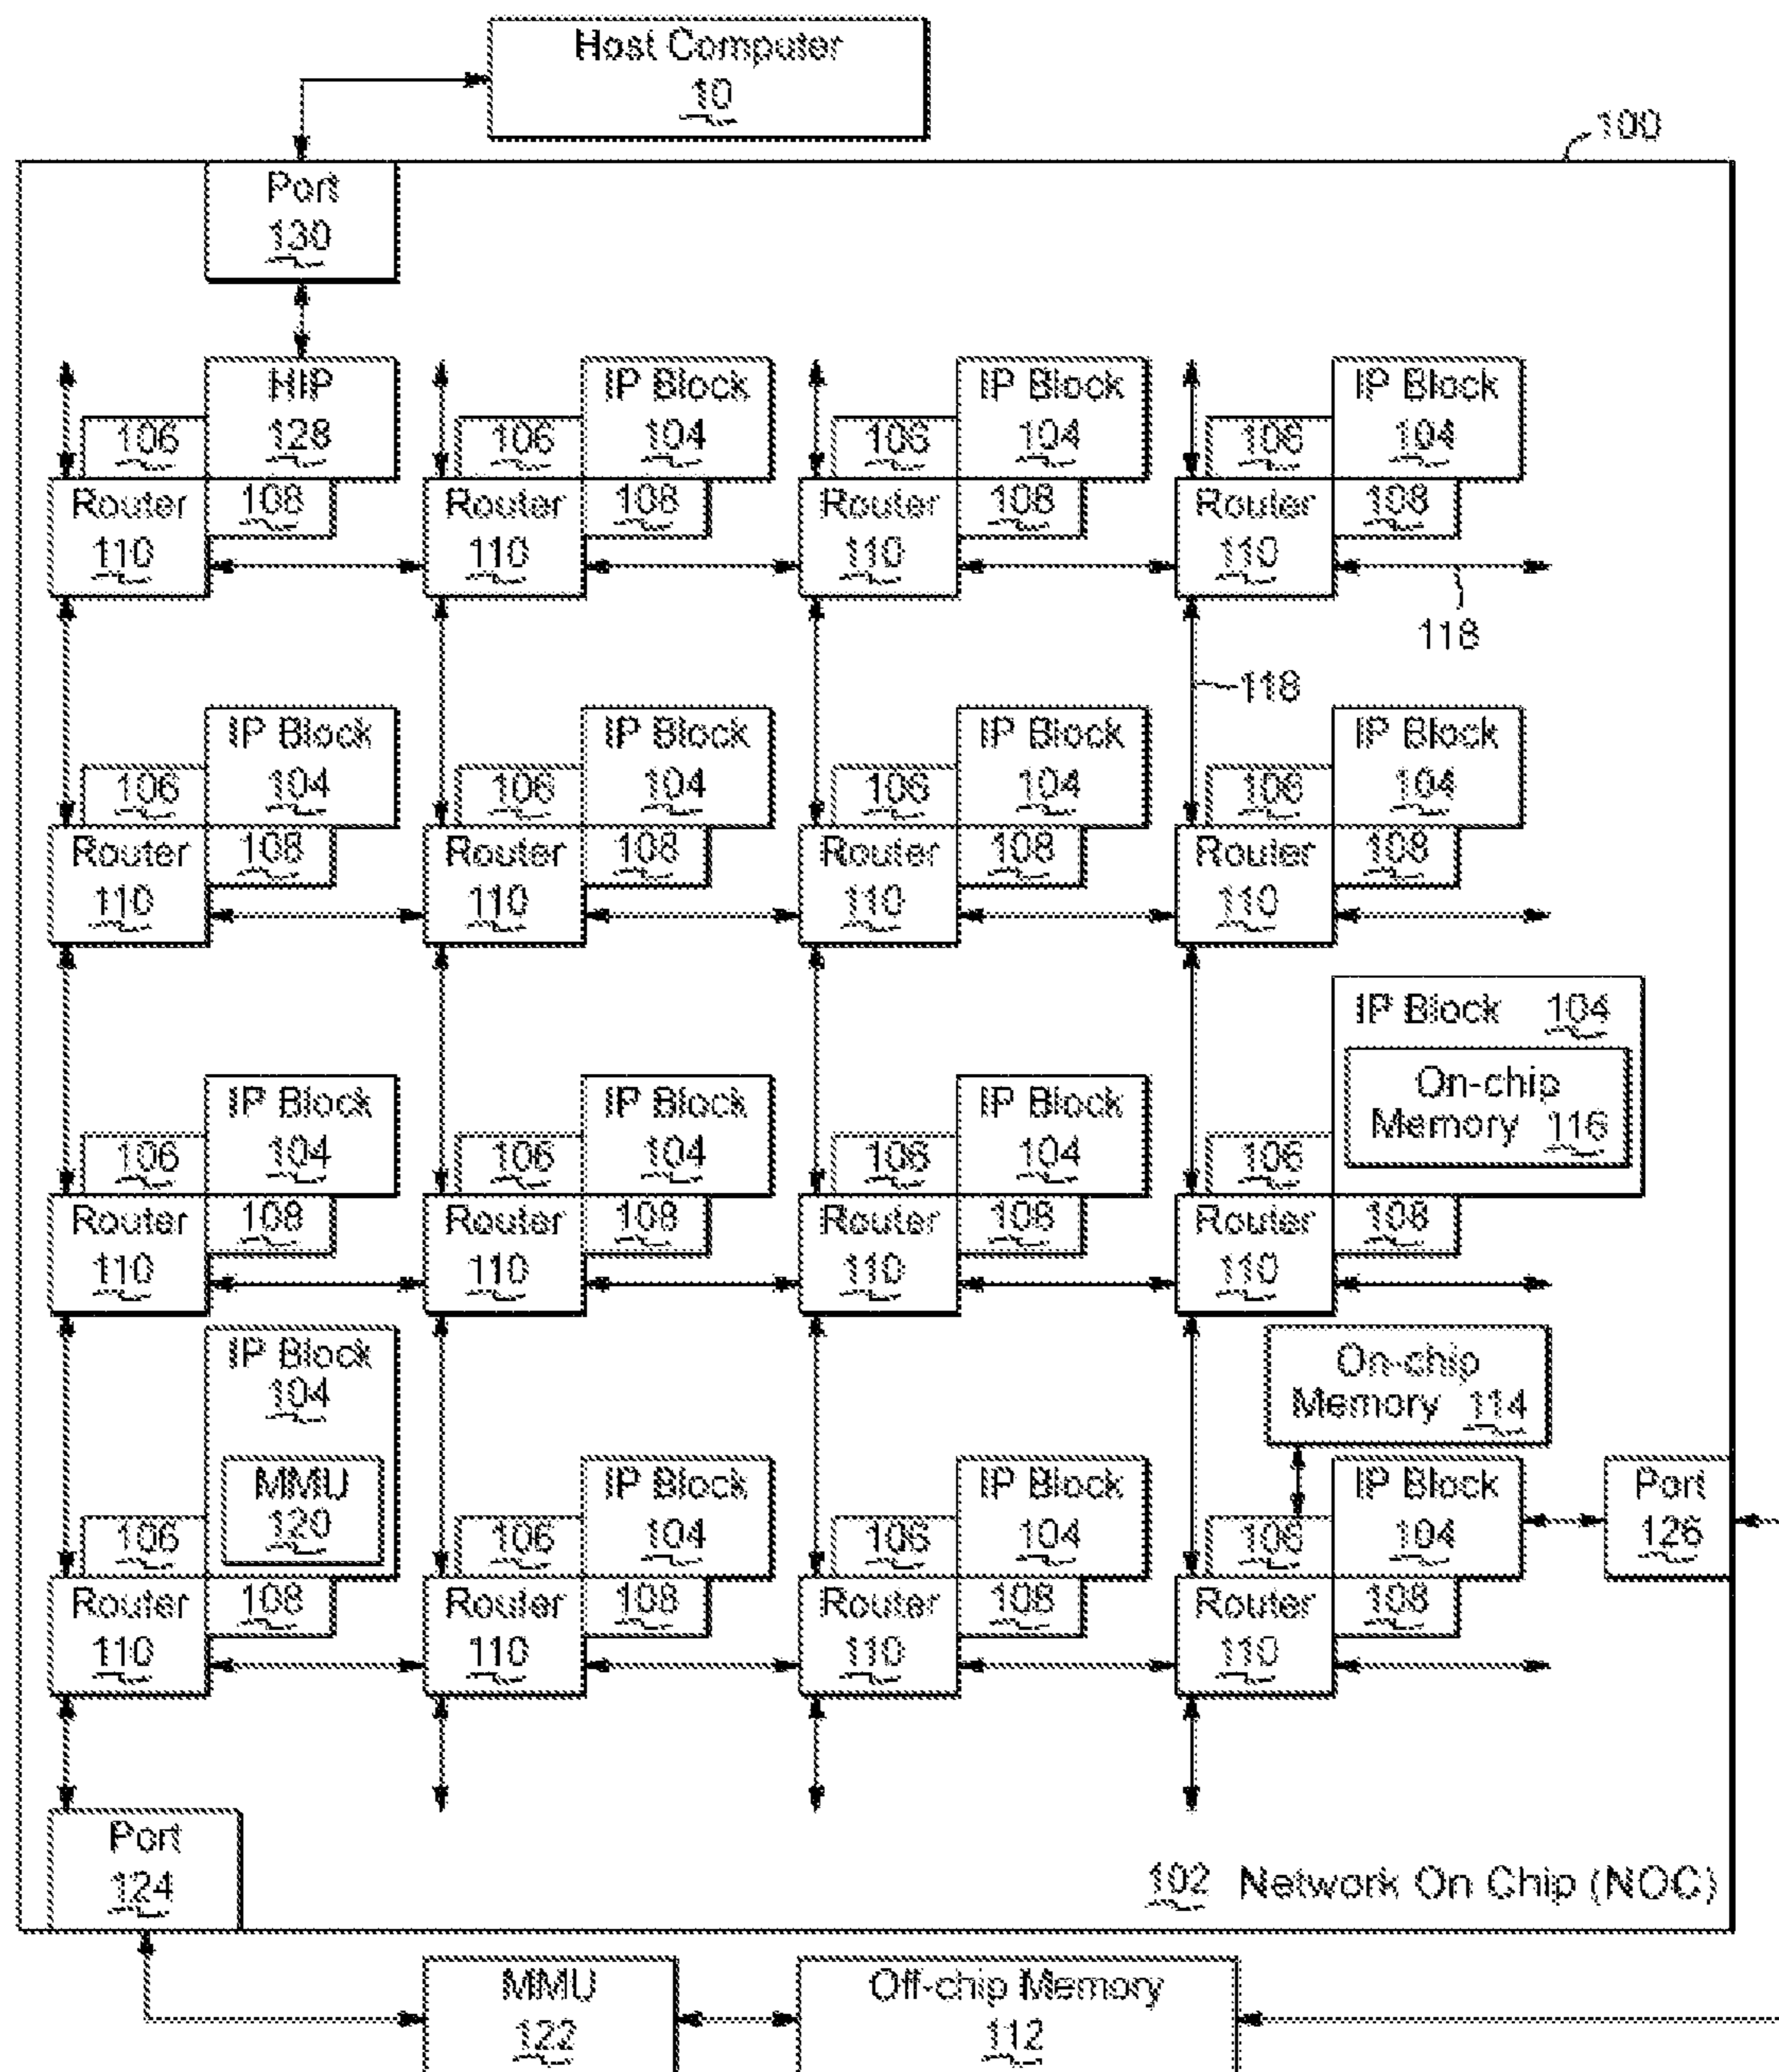 Host Computer
10
100
Port
130
HIP
128
106
IP Block
104
106
IP Block
104
106
IP Block
104
106
Router
110
108
Router
110
108
Router
110
108
Router
110
108
118
118
IP Block
104
106
IP Block
104
106
IP Block
104
106
IP Block
104
106
Router
110
108
Router
110
108
Router
110
108
Router
110
108
IP Block 104
On-chip
Memory 116
IP Block
104
106
IP Block
104
106
IP Block
104
106
106
Router
110
108
Router
110
108
Router
110
108
Router
110
108
IP Block
104
MMU
120
106
On-chip
Memory 114
IP Block
104
106
IP Block
104
106
IP Block
104
106
Port
126
Router
110
108
Router
110
108
Router
110
108
Router
110
108
Port
124
102 Network On Chip (NOC)
MMU
122
Off-chip Memory
112